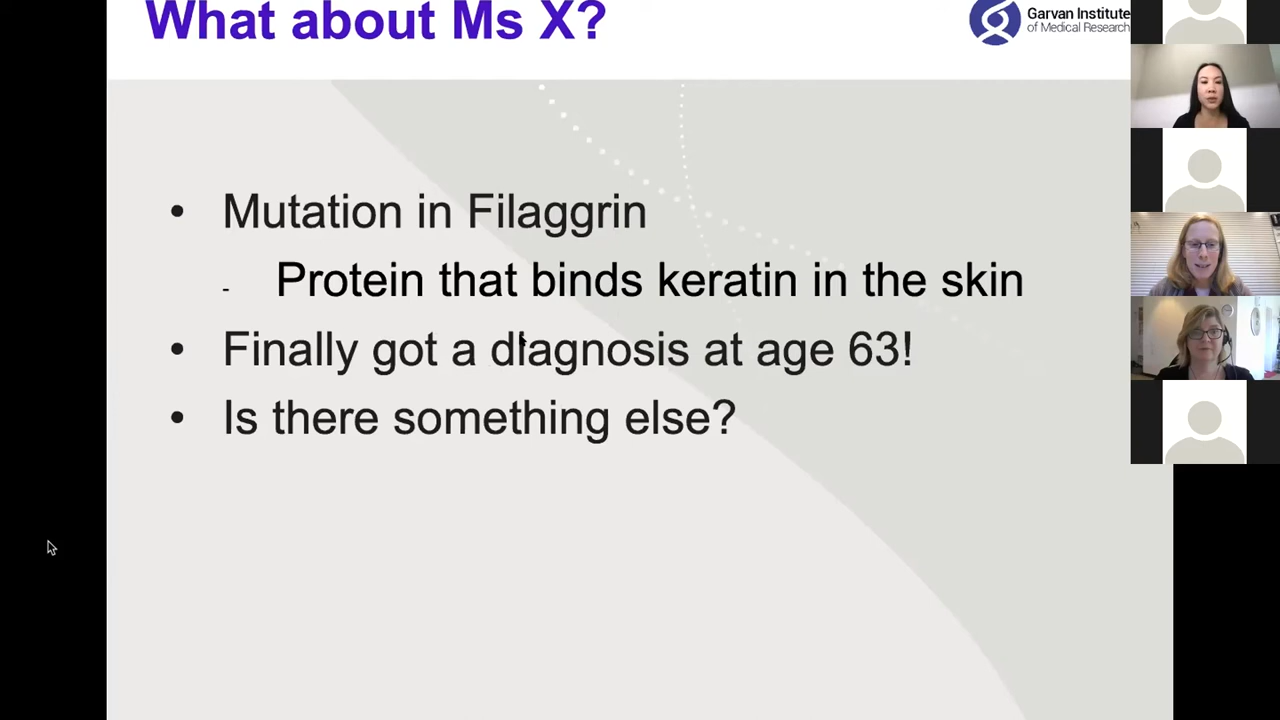 What about Ms X?
Garvan Institute
of Medical Research
• Mutation in Filaggrin
- Protein that binds keratin in the skin
• Finally got a diagnosis at age 63!
• Is there something else?